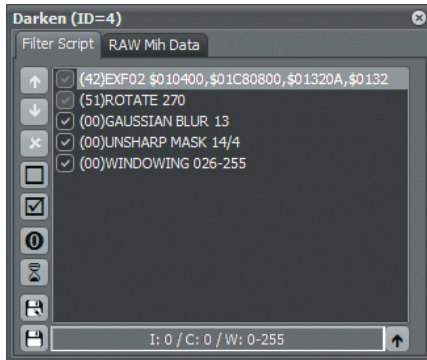 Darken (ID=4)
Filter Script RAW Mih Data
(42)EXF02 $010400,$01C80800,$01320A,$0132
(51)ROTATE 270
(00)GAUSSIAN BLUR 13
(00)UNSHARP MASK 14/4
(00)WINDOWING 026-255
I: 0 / C: 0 / W: 0-255